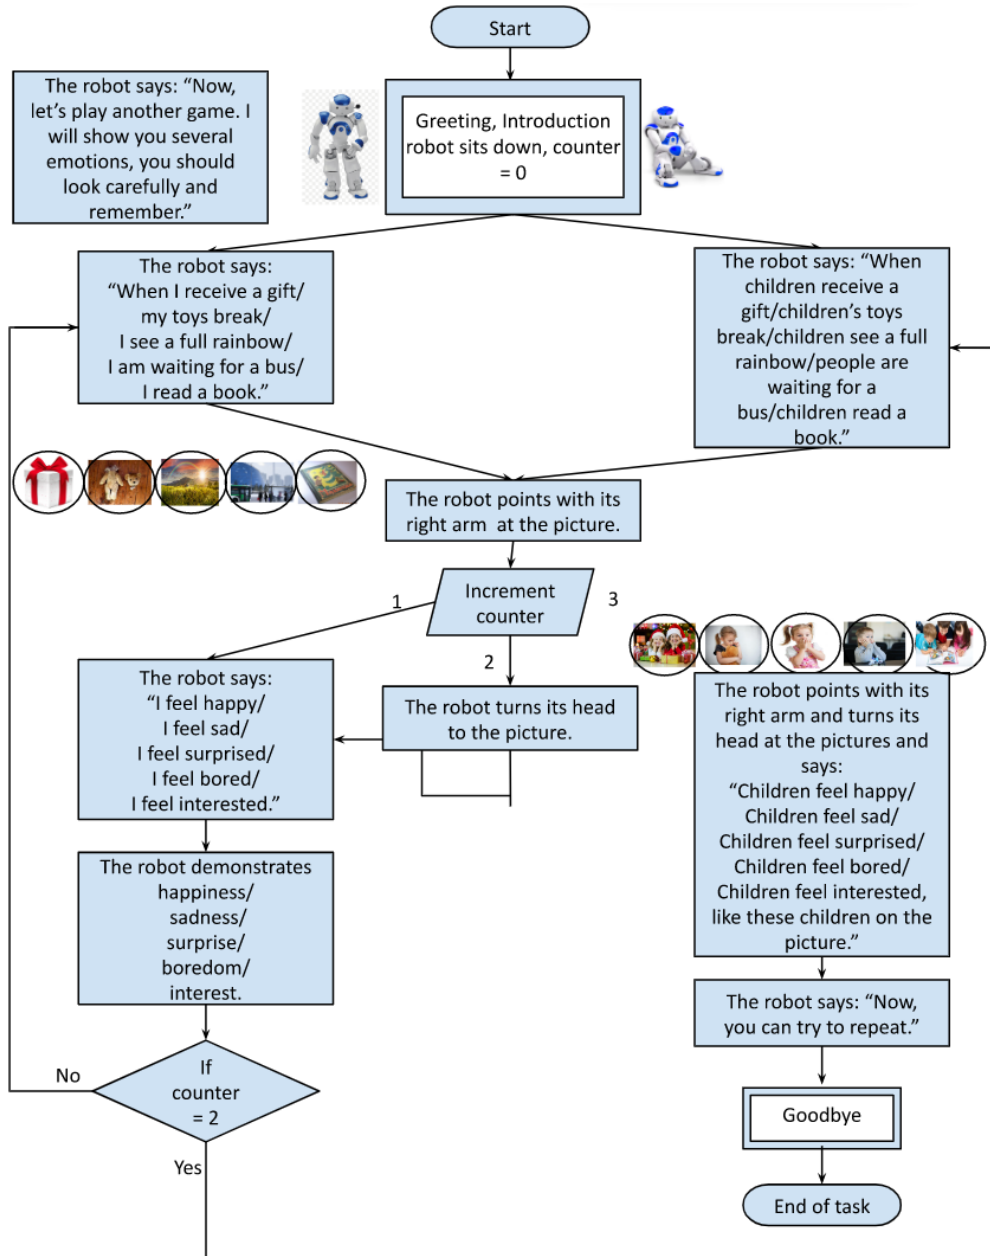 Start
The robot says: “Now,
let’s play another game. I
will show you several
emotions, you should
look carefully and
remember.”
Greeting, Introduction
robot sits down, counter
= 0
The robot says:
“When I receive a gift/
my toys break/
I see a full rainbow/
I am waiting for a bus/
I read a book.”
The robot says: “When
children receive a
gift/children’s toys
break/children see a full
rainbow/people are
waiting for a
bus/children read a
book.”
The robot points with its
right arm at the picture.
Increment
counter
1
2
3
The robot says:
“I feel happy/
I feel sad/
I feel surprised/
I feel bored/
I feel interested.”
The robot turns its head
to the picture.
The robot points with its
right arm and turns its
head at the pictures and
says:
“Children feel happy/
Children feel sad/
Children feel surprised/
Children feel bored/
Children feel interested,
like these children on the
picture.”
The robot demonstrates
happiness/
sadness/
surprise/
boredom/
interest.
The robot says: “Now,
you can try to repeat.”
If
counter
= 2
No
Yes
Goodbye
End of task